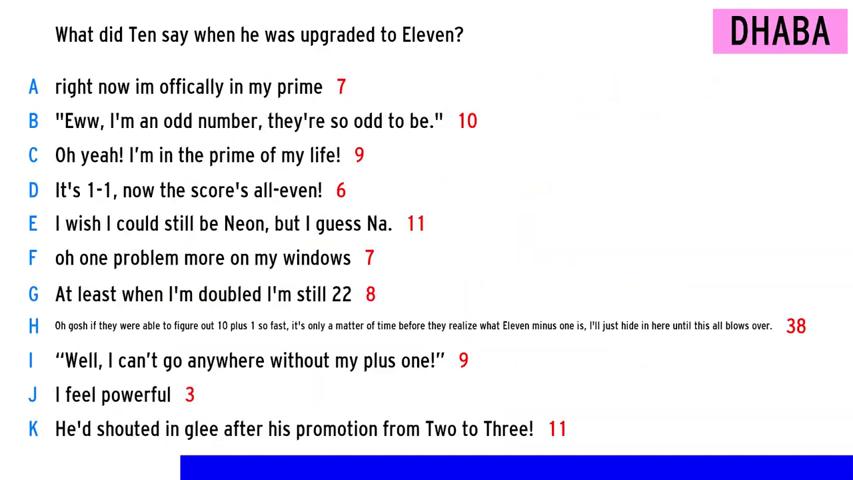 What did Ten say when he was upgraded to Eleven?
DHABA
A right now im offically in my prime 7
B "Eww, I'm an odd number, they're so odd to be." 10
C Oh yeah! I'm in the prime of my life! 9
D It's 1-1, now the score's all-even! 6
E I wish I could still be Neon, but I guess Na. 11
F oh one problem more on my windows 7
G At least when I'm doubled I'm still 22 8
H Oh gosh if they were able to figure out 10 plus 1 so fast, it's only a matter of time before they realize what Eleven minus one is, I'll just hide in here until this all blows over. 38
I “Well, I can’t go anywhere without my plus one!” 9
J I feel powerful 3
K He'd shouted in glee after his promotion from Two to Three! 11